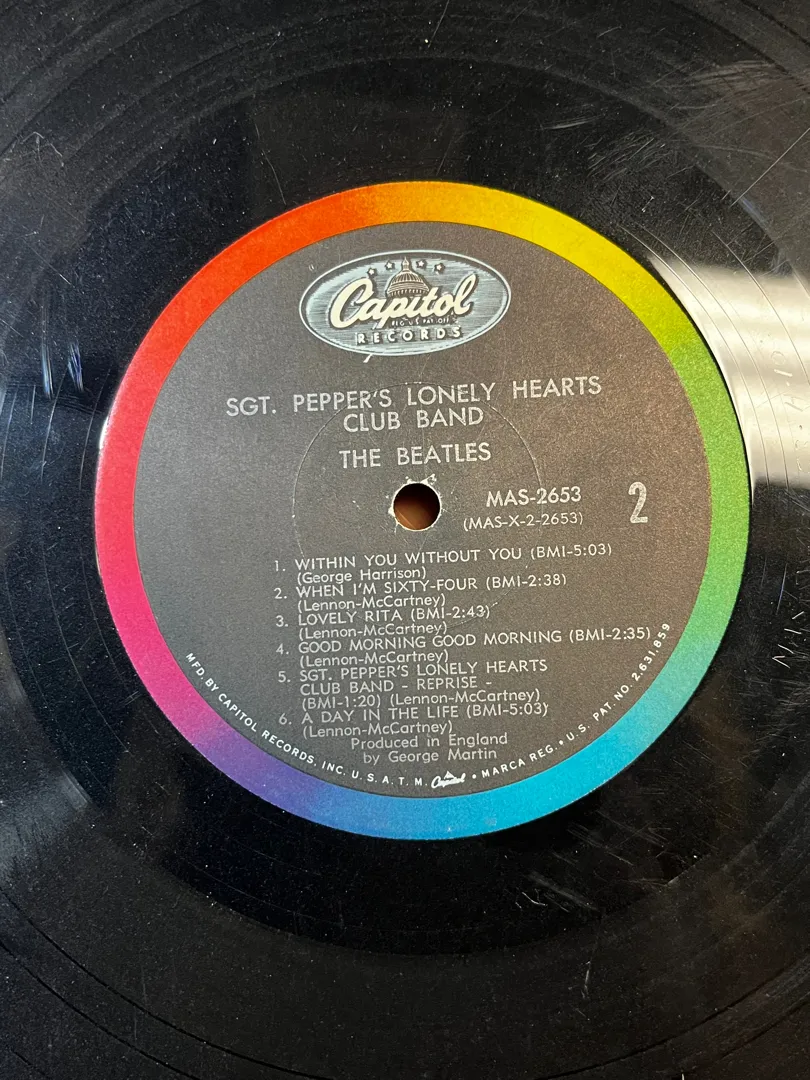 Capitol
REG. U.S. PAT. OFF.
RECORDS
SGT. PEPPER'S LONELY HEARTS
CLUB BAND
THE BEATLES
MAS-2653
(MAS-X-2-2653)
2
1. WITHIN YOU WITHOUT YOU (BMI-5:03)
(George Harrison)
2. WHEN I'M SIXTY-FOUR (BMI-2:38)
(Lennon-McCartney)
3. LOVELY RITA (BMI-2:43)
(Lennon-McCartney)
4. GOOD MORNING GOOD MORNING (BMI-2:35)
(Lennon-McCartney)
5. SGT. PEPPER'S LONELY HEARTS
CLUB BAND - REPRISE -
(BMI-1:20) (Lennon-McCartney)
6. A DAY IN THE LIFE (BMI-5:03)
(Lennon-McCartney)
Produced in England
by George Martin
MFD. BY CAPITOL RECORDS, INC. U.S.A. T.M. Capitol • MARCA REG. • U.S. PAT. NO. 2,631,859